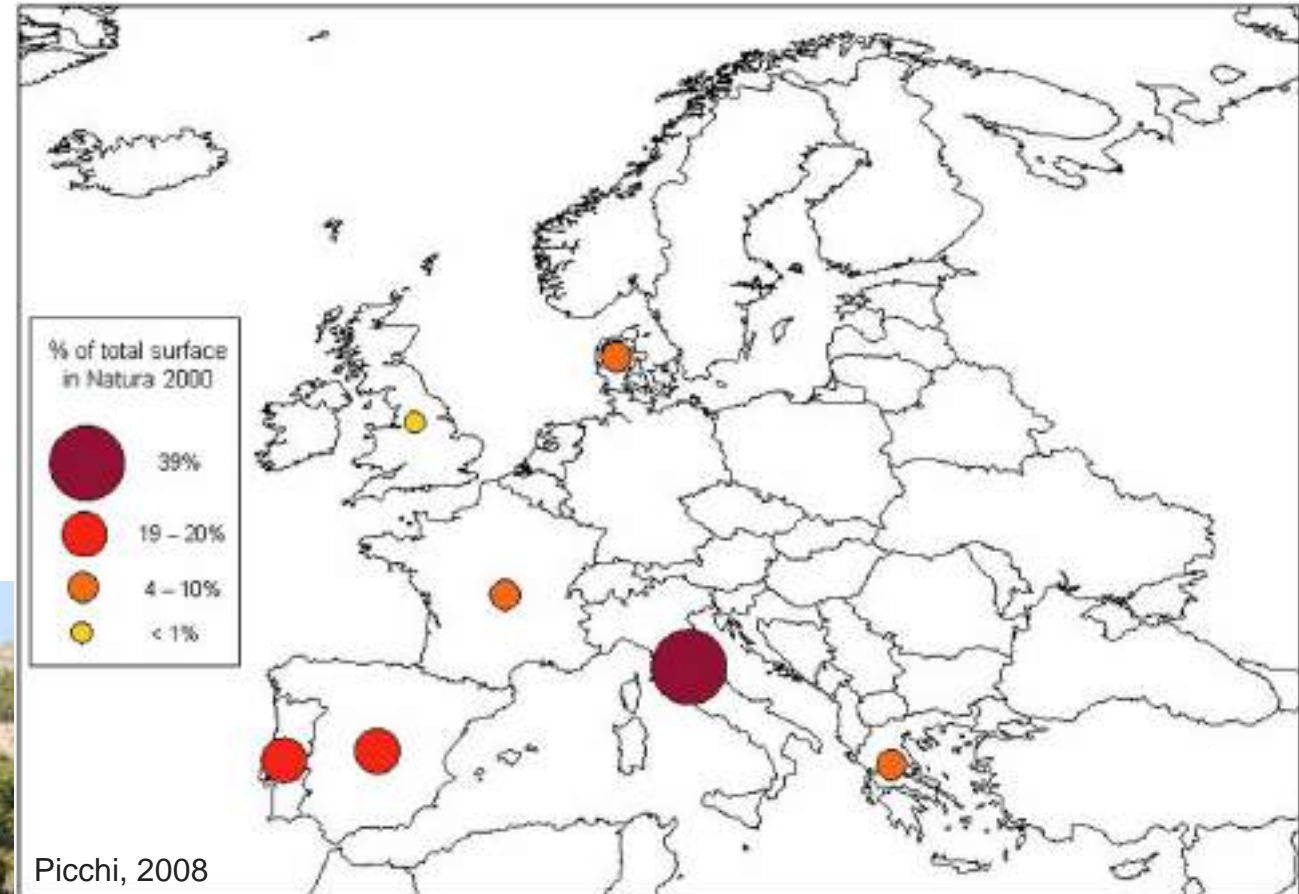 % of total surface
in Natura 2000
39%
19 – 20%
4 – 10%
< 1%
Picchi, 2008